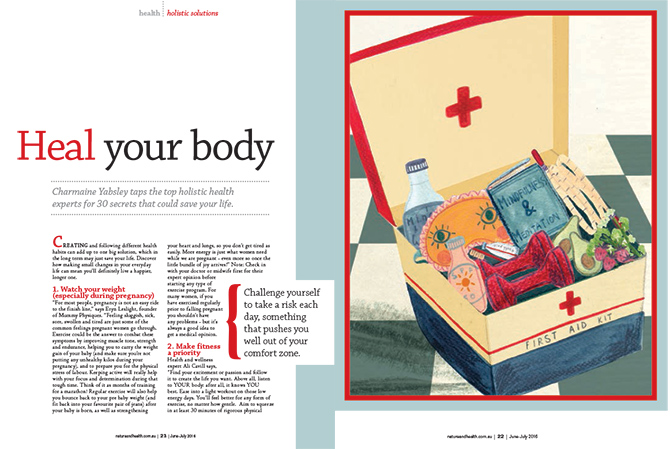 health holistic solutions
Heal your body
Charmaine Yabsley taps the top holistic health
experts for 30 secrets that could save your life.
CREATING and following different health
habits can add up to one big solution, which in
the long term may just save your life. Discover
how making small changes in your everyday
life can mean you'll definitely live a happier,
longer one.
1. Watch your weight
(especially during pregnancy)
"For most people, pregnancy is not an easy ride
to the finish line," says Eryn Leslight, founder
of Mummy Physique. "Feeling sluggish, sick,
sore, swollen and tired are just some of the
common feelings pregnant women go through.
Exercise could be the answer to combat these
symptoms by improving muscle tone, strength
and endurance, helping you to carry the weight
gain of your baby (and make sure you're not
putting any unhealthy kilos during your
pregnancy), and to prepare you for the physical
stress of labour. Keeping active will really help
with your focus and determination during that
tough time. Think of it as months of training
for a marathon! Regular exercise will also help
you bounce back to your pre baby weight (and
fit back into your favourite pair of jeans) after
your baby is born, as well as strengthening
your heart and lungs, so you don't get tired as
easily. More energy is just what women need
while we are pregnant - even more so once the
little bundle of joy arrives!" Note: Check in
with your doctor or midwife first for their
expert opinion before
starting any type of
exercise program. For
many women, if you
have exercised regularly
prior to falling pregnant
you shouldn't have
any problems – but it's
always a good idea to
get a medical opinion.
2. Make fitness
a priority
Health and wellness
expert Ali Cavill says,
"Find your excitement or passion and follow
it to create the life you want. Above all, listen
to YOUR body: after all, it knows YOU
best. Ease into a light workout on those low
energy days. You'll feel better for any form of
exercise, no matter how gentle. Aim to squeeze
in at least 30 minutes of rigorous physical
Challenge yourself
to take a risk each
day, something
that pushes you
well out of your
comfort zone.
natureandhealth.com.au | 23 | June-July 2016
MINDFULNESS
&
MEDITATION
FIRST AID KIT
natureandhealth.com.au | 22 | June-July 2016